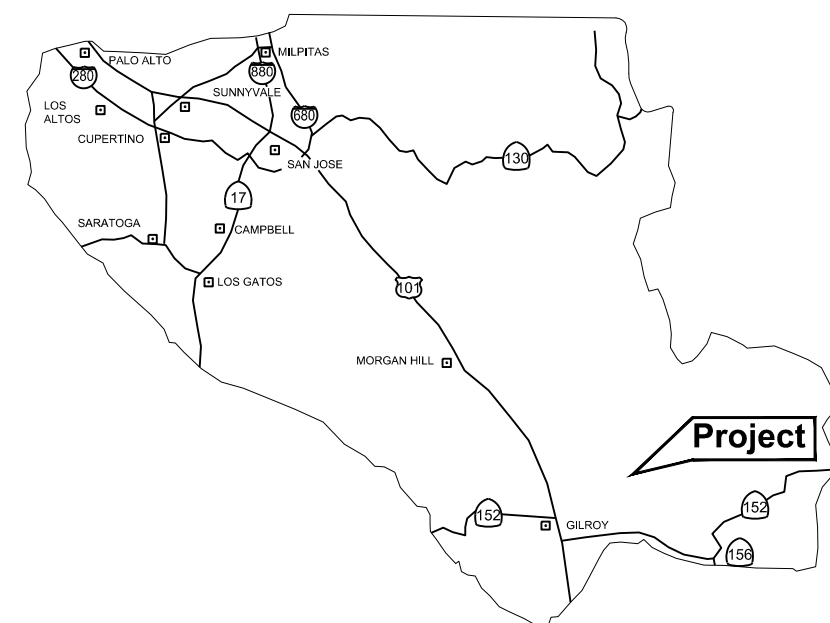 MILPITAS
PALO ALTO
280
880
SUNNYVALE
LOS
ALTOS
680
CUPERTINO
130
SAN JOSE
17
SARATOGA
CAMPBELL
LOS GATOS
101
MORGAN HILL
Project
152
152
GILROY
156